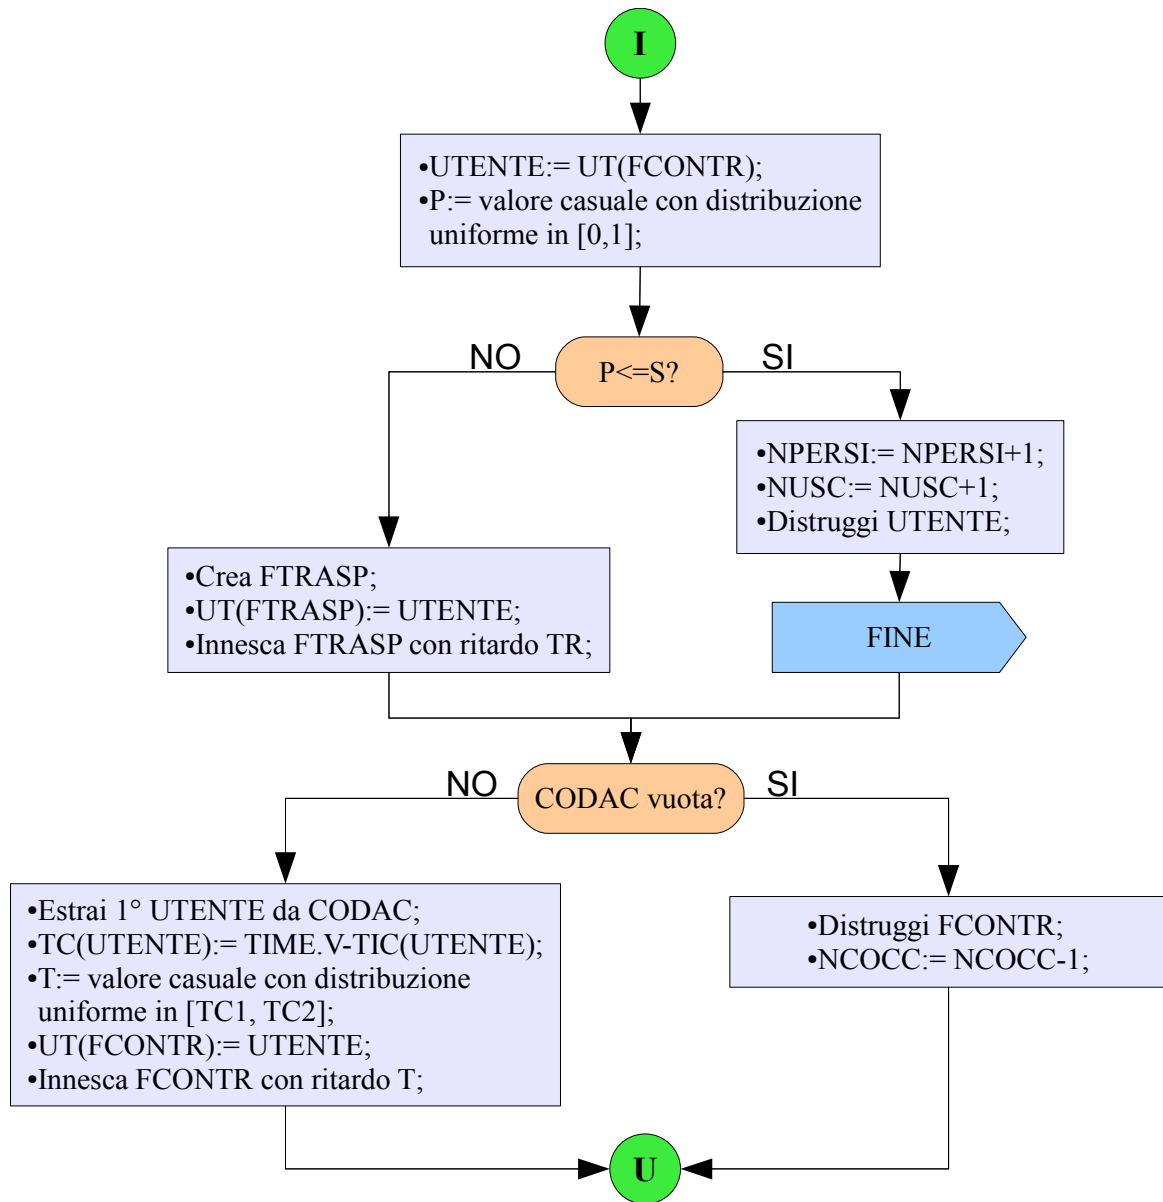 I
•UTENTE:= UT(FCONTR);
•P:= valore casuale con distribuzione
uniforme in [0,1];
NO
P<=S?
SI
•NPERSI:= NPERSI+1;
•NUSC:= NUSC+1;
•Distruggi UTENTE;
•Crea FTRASP;
•UT(FTRASP):= UTENTE;
•Innesca FTRASP con ritardo TR;
FINE
NO
CODAC vuota?
SI
•Estrai 1° UTENTE da CODAC;
•TC(UTENTE):= TIME.V-TIC(UTENTE);
•T:= valore casuale con distribuzione
uniforme in [TC1, TC2];
•UT(FCONTR):= UTENTE;
•Innesca FCONTR con ritardo T;
•Distruggi FCONTR;
•NCOCC:= NCOCC-1;
U